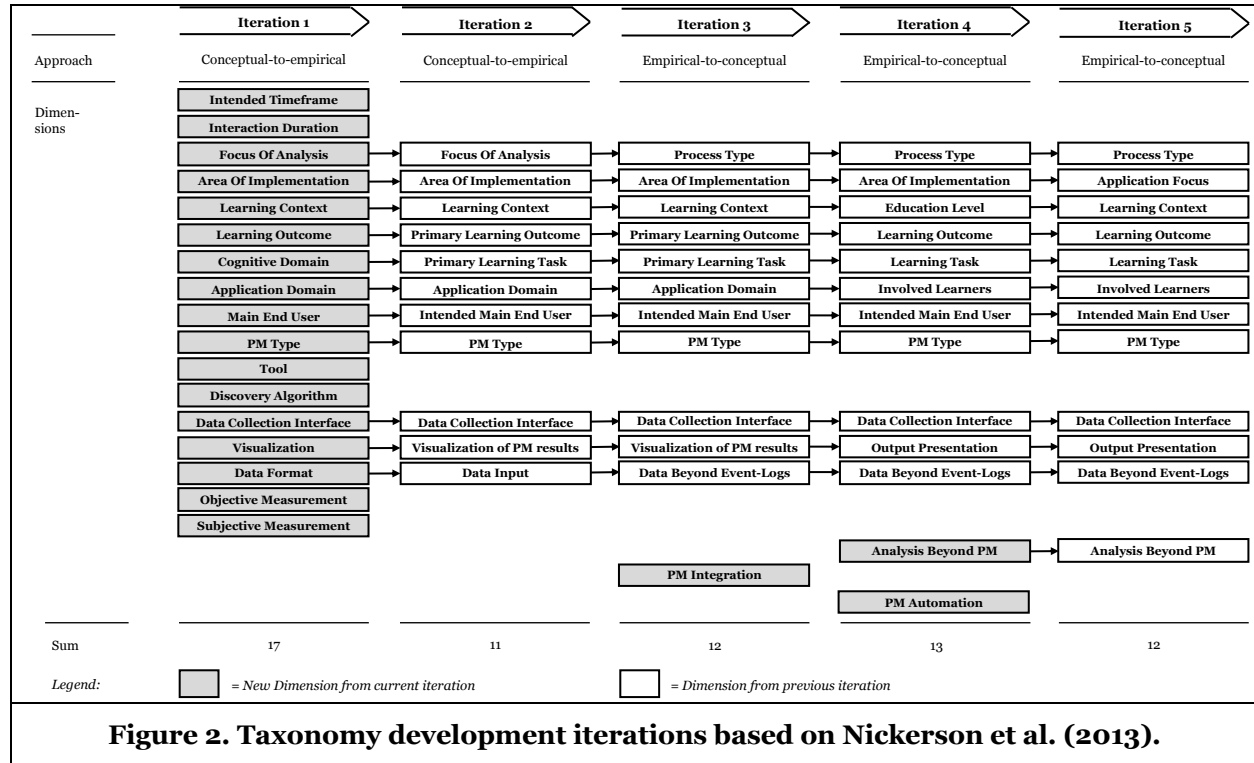 Iteration 1 Iteration 2 Iteration 3 Iteration 4 Iteration 5
Approach Conceptual-to-empirical Conceptual-to-empirical Empirical-to-conceptual Empirical-to-conceptual Empirical-to-conceptual
Dimen-
sions
Intended Timeframe
Interaction Duration
Focus Of Analysis Focus Of Analysis Process Type Process Type Process Type
Area Of Implementation Area Of Implementation Area Of Implementation Area Of Implementation Application Focus
Learning Context Learning Context Learning Context Education Level Learning Context
Learning Outcome Primary Learning Outcome Primary Learning Outcome Learning Outcome Learning Outcome
Cognitive Domain Primary Learning Task Primary Learning Task Learning Task Learning Task
Application Domain Application Domain Application Domain Involved Learners Involved Learners
Main End User Intended Main End User Intended Main End User Intended Main End User Intended Main End User
PM Type PM Type PM Type PM Type PM Type
Tool
Discovery Algorithm
Data Collection Interface Data Collection Interface Data Collection Interface Data Collection Interface Data Collection Interface
Visualization Visualization of PM results Visualization of PM results Output Presentation Output Presentation
Data Format Data Input Data Beyond Event-Logs Data Beyond Event-Logs Data Beyond Event-Logs
Objective Measurement
Subjective Measurement
Analysis Beyond PM Analysis Beyond PM
PM Integration
PM Automation
Sum 17 11 12 13 12
Legend: = New Dimension from current iteration = Dimension from previous iteration
Figure 2. Taxonomy development iterations based on Nickerson et al. (2013).